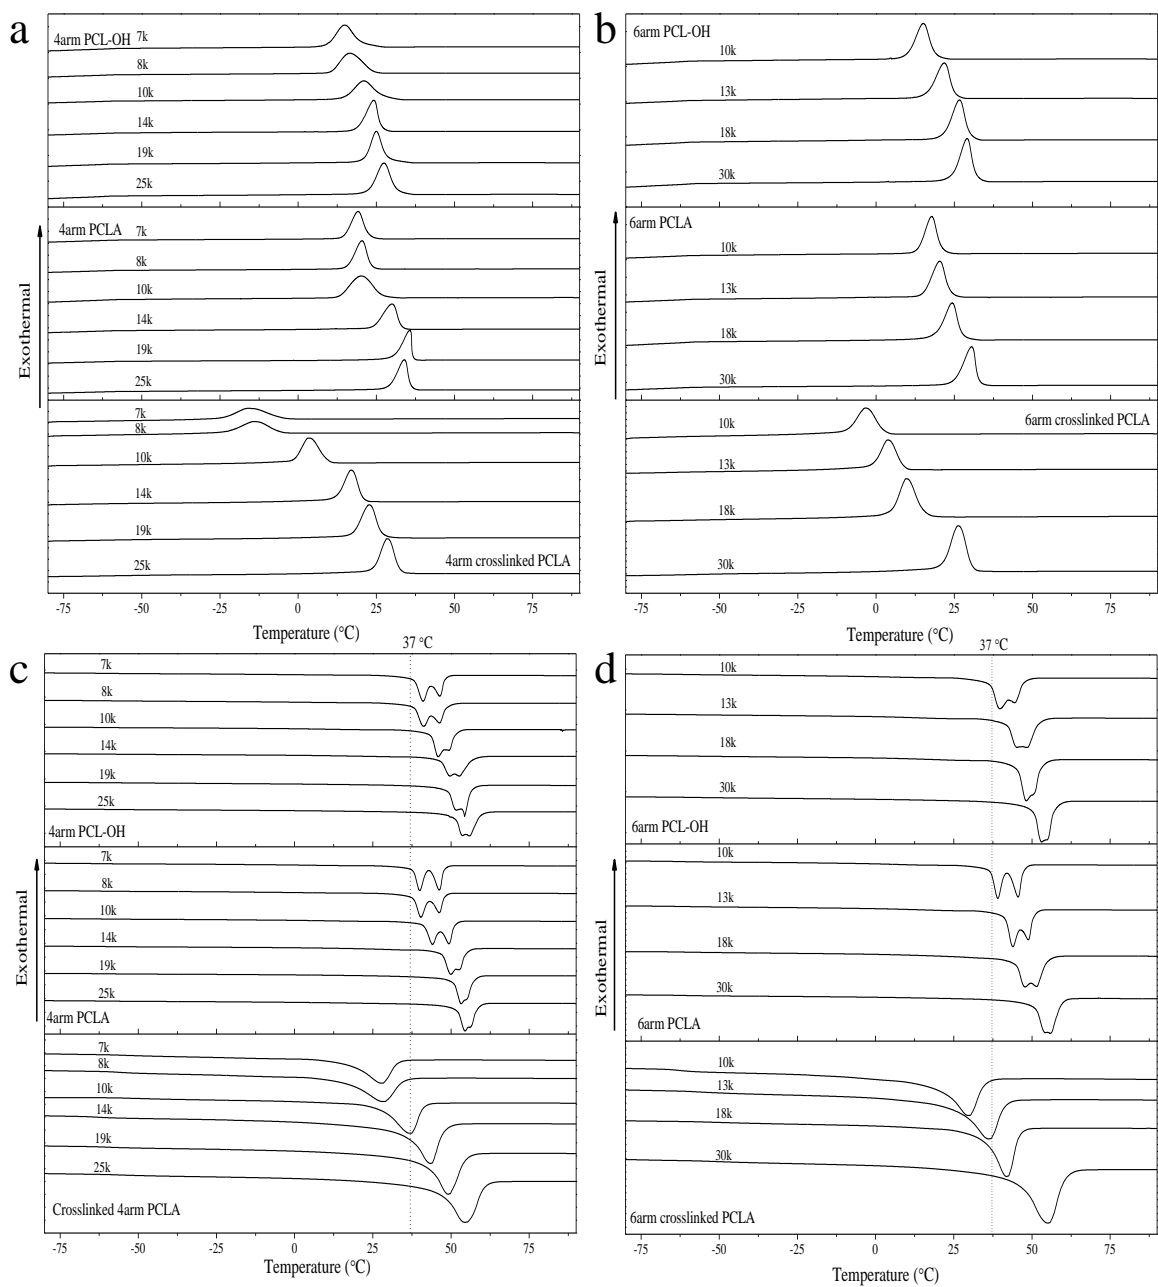 a
4arm PCL-OH
7k
8k
10k
14k
19k
25k
4arm PCLA
7k
8k
10k
14k
19k
25k
7k
8k
10k
14k
19k
25k
4arm crosslinked PCLA
Exothermal
-75 -50 -25 0 25 50 75
Temperature (°C)
b
6arm PCL-OH
10k
13k
18k
30k
6arm PCLA
10k
13k
18k
30k
6arm crosslinked PCLA
10k
13k
18k
30k
Exothermal
-75 -50 -25 0 25 50 75
Temperature (°C)
c
37 °C
7k
8k
10k
14k
19k
25k
4arm PCL-OH
7k
8k
10k
14k
19k
25k
4arm PCLA
7k
8k
10k
14k
19k
25k
Crosslinked 4arm PCLA
Exothermal
-75 -50 -25 0 25 50 75
Temperature (°C)
d
37 °C
10k
13k
18k
30k
6arm PCL-OH
10k
13k
18k
30k
6arm PCLA
10k
13k
18k
30k
6arm crosslinked PCLA
Exothermal
-75 -50 -25 0 25 50 75
Temperature (°C)